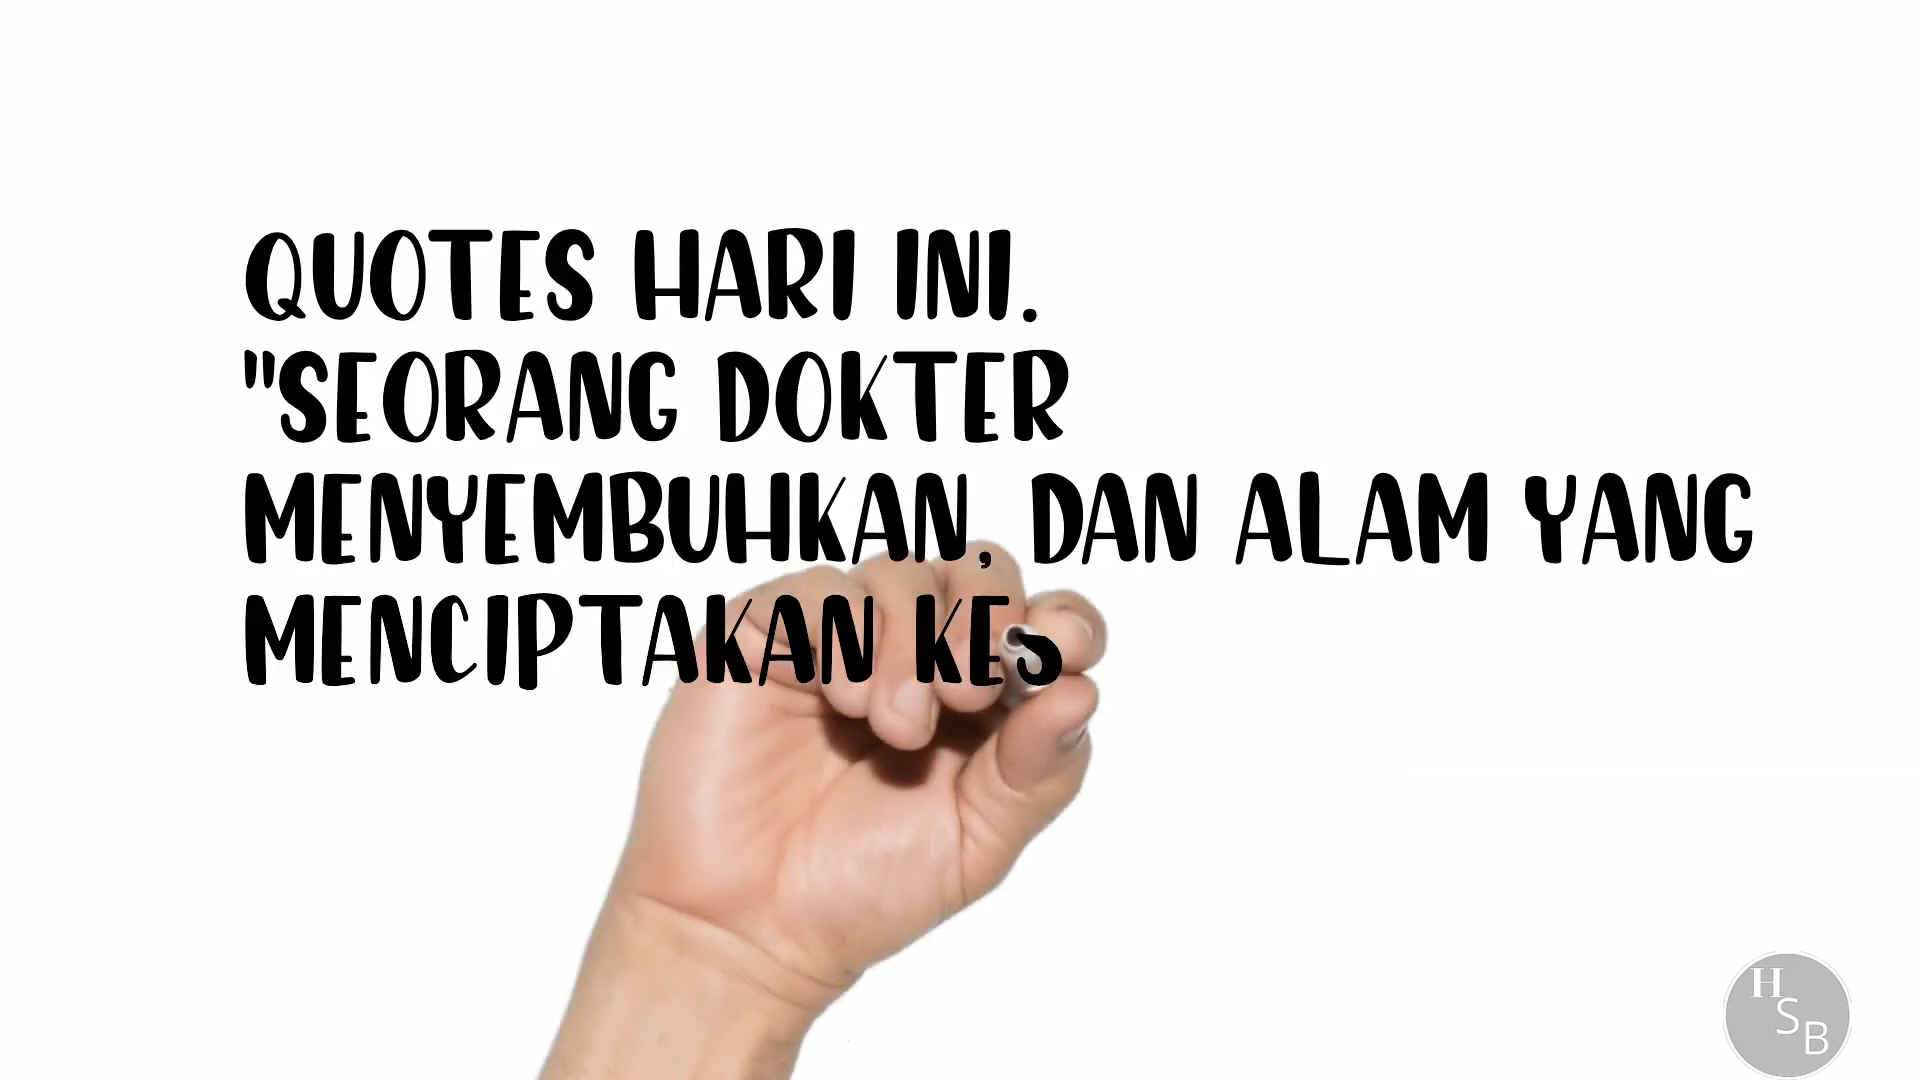 QUOTES HARI INI.
"SEORANG DOKTER
MENYEMBUHKAN, DAN ALAM YANG
MENCIPTAKAN KES
HSB